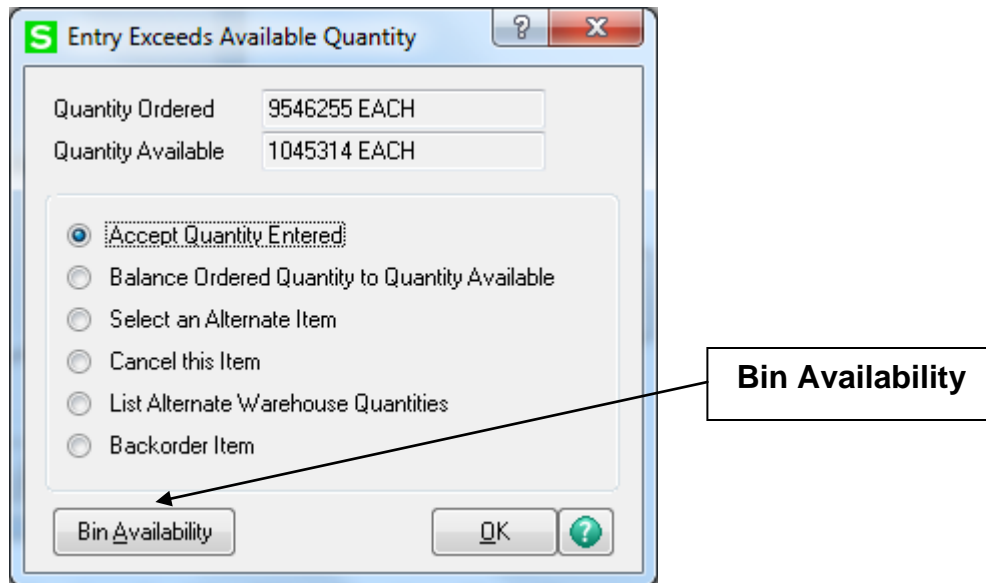 S Entry Exceeds Available Quantity ?
Quantity Ordered 9546255 EACH
Quantity Available 1045314 EACH
Accept Quantity Entered
Balance Ordered Quantity to Quantity Available
Select an Alternate Item
Cancel this Item
List Alternate Warehouse Quantities
Backorder Item
Bin Availability
Bin Availability OK ?